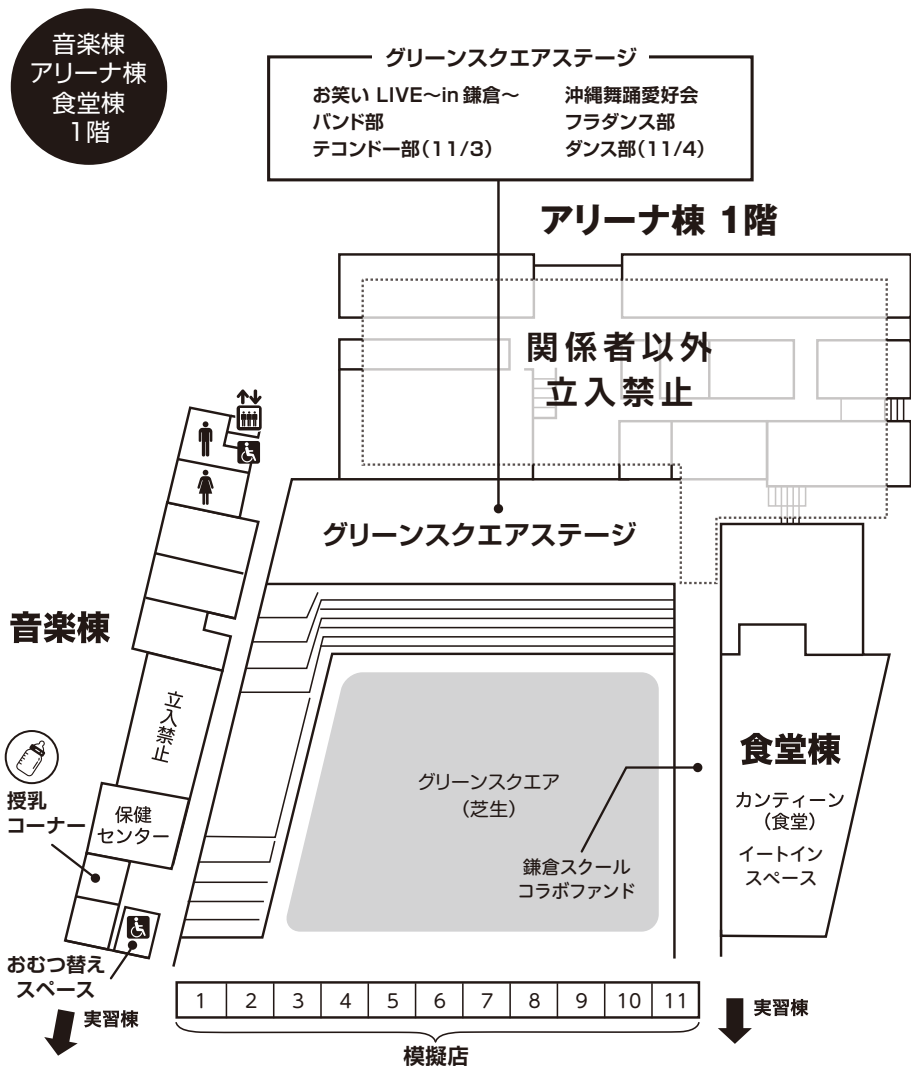 音楽棟
アリーナ棟
食堂棟
1階
グリーンスクエアステージ
お笑い LIVE〜in 鎌倉〜
バンド部
テコンドー部(11/3)
沖縄舞踊愛好会
フラダンス部
ダンス部(11/4)
アリーナ棟 1階
関係者以外
立入禁止
グリーンスクエアステージ
音楽棟
立入禁止
授乳
コーナー
保健
センター
おむつ替え
スペース
実習棟
グリーンスクエア
(芝生)
鎌倉スクール
コラボファンド
食堂棟
カンティーン
(食堂)
イートイン
スペース
1 2 3 4 5 6 7 8 9 10 11
模擬店
実習棟